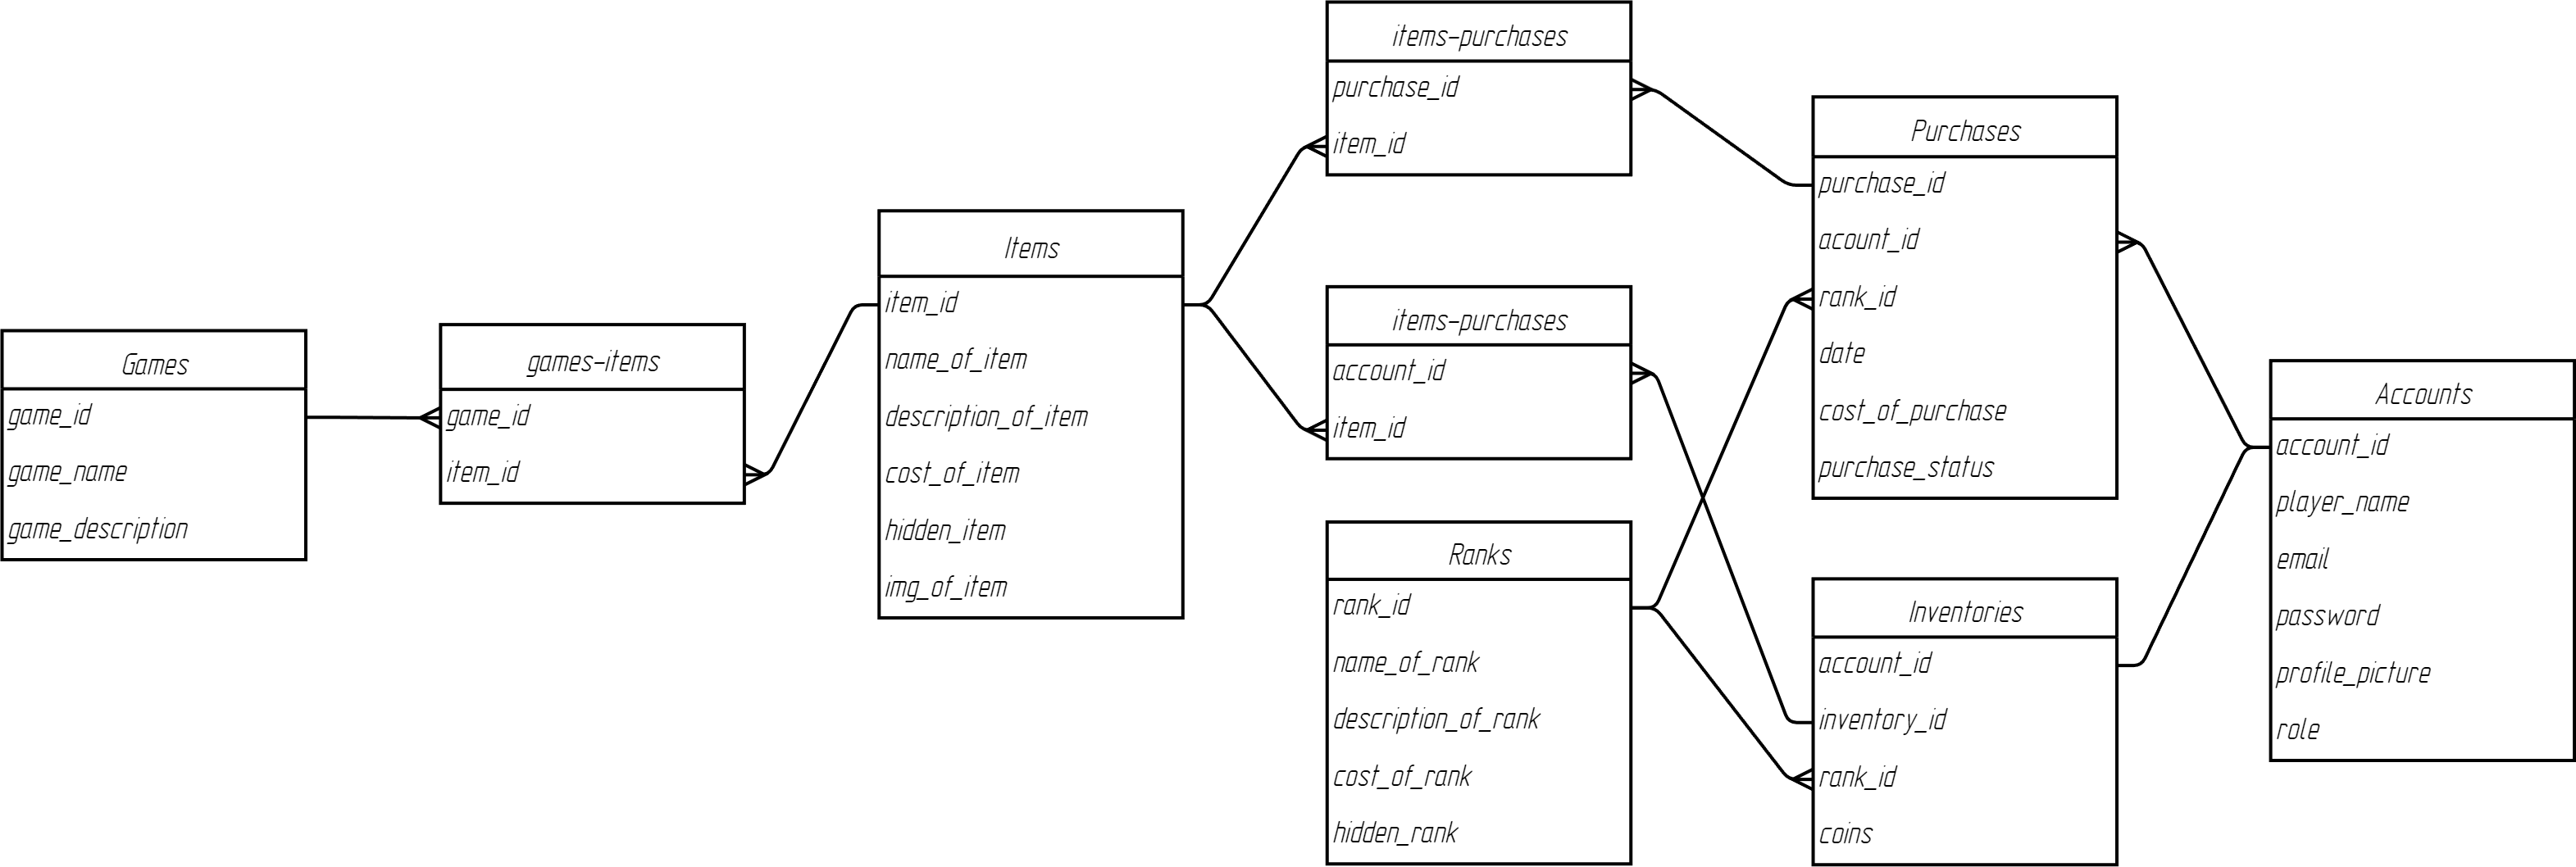 Games
game_id
game_name
game_description
games-items
game_id
item_id
Items
item_id
name_of_item
description_of_item
cost_of_item
hidden_item
img_of_item
items-purchases
purchase_id
item_id
items-purchases
account_id
item_id
Ranks
rank_id
name_of_rank
description_of_rank
cost_of_rank
hidden_rank
Purchases
purchase_id
acount_id
rank_id
date
cost_of_purchase
purchase_status
Inventories
account_id
inventory_id
rank_id
coins
Accounts
account_id
player_name
email
password
profile_picture
role